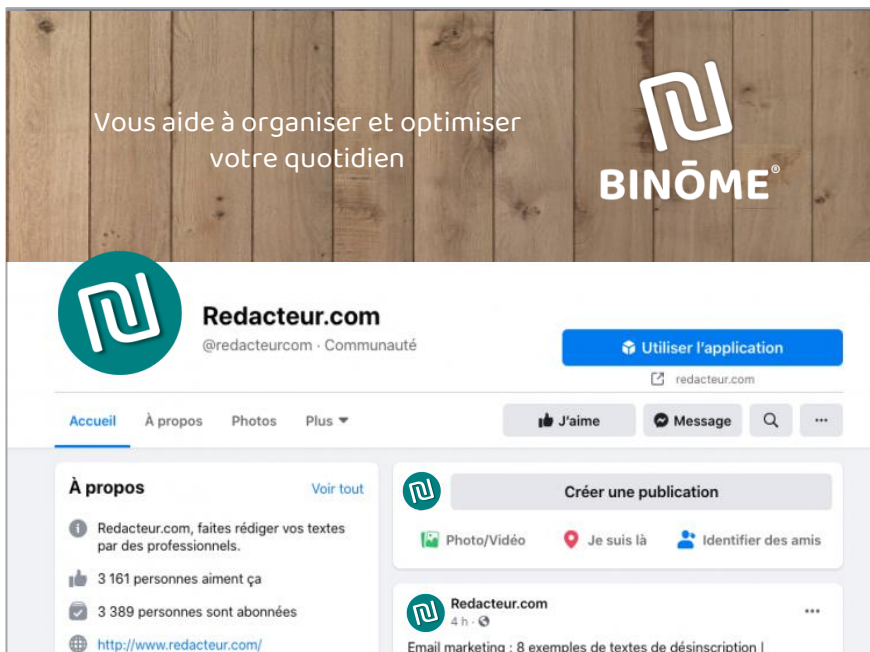 Vous aide à organiser et optimiser
votre quotidien
BINŌME®
Redacteur.com
@redacteurcom · Communauté
Utiliser l'application
redacteur.com
Accueil À propos Photos Plus
J'aime Message ...
À propos Voir tout
Redacteur.com, faites rédiger vos textes
par des professionnels.
3 161 personnes aiment ça
3 389 personnes sont abonnées
http://www.redacteur.com/
Créer une publication
Photo/Vidéo Je suis là Identifier des amis
Redacteur.com ...
4 h ·
Email marketing : 8 exemples de textes de désinscription |